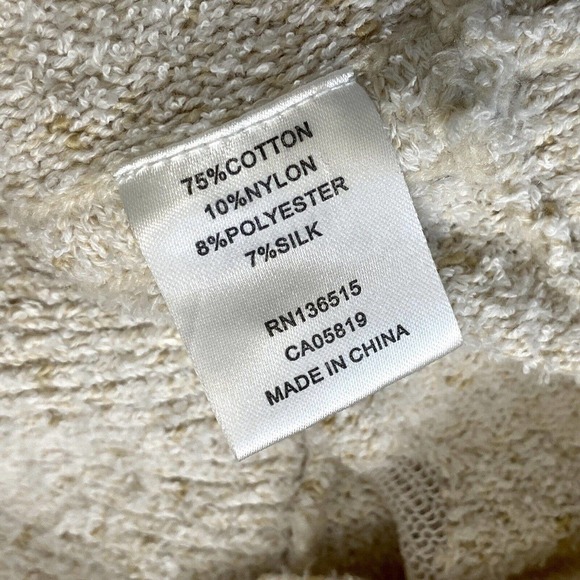 75%COTTON
10%NYLON
8%POLYESTER
7%SILK
RN136515
CA05819
MADE IN CHINA